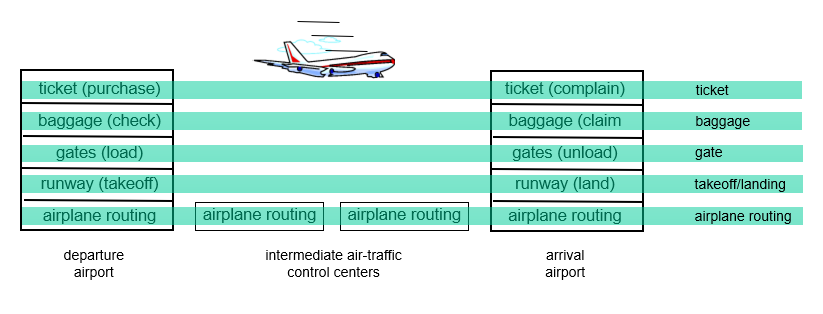 ticket (purchase) ticket (complain) ticket
baggage (check) baggage (claim baggage
gates (load) gates (unload) gate
runway (takeoff) runway (land) takeoff/landing
airplane routing airplane routing airplane routing airplane routing airplane routing
departure intermediate air-traffic arrival
airport control centers airport